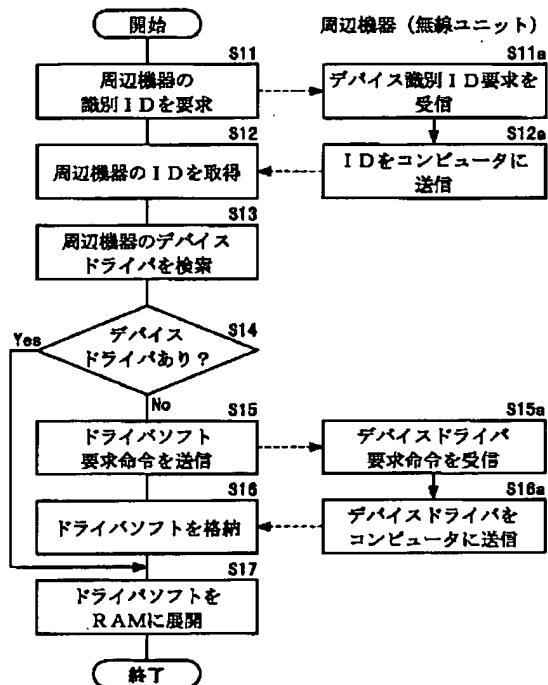 開始
周辺機器（無線ユニット）
S11
周辺機器の
識別ＩＤを要求
S11a
デバイス識別ＩＤ要求を
受信
S12
周辺機器のＩＤを取得
S12a
ＩＤをコンピュータに
送信
S13
周辺機器のデバイス
ドライバを検索
S14
デバイス
ドライバあり？
Yes
No
S15
ドライバソフト
要求命令を送信
S15a
デバイスドライバ
要求命令を受信
S16
ドライバソフトを格納
S16a
デバイスドライバを
コンピュータに送信
S17
ドライバソフトを
ＲＡＭに展開
終了